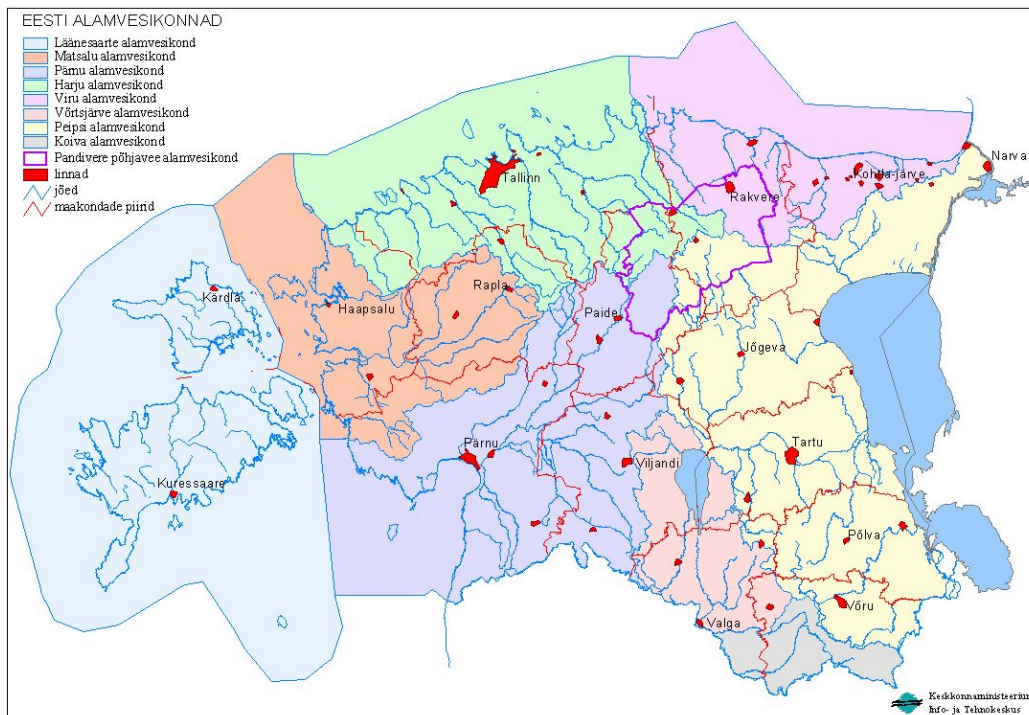 EESTI ALAMVESIKONNAD
Läänesaarte alamvesikond
Matsalu alamvesikond
Pärnu alamvesikond
Harju alamvesikond
Viru alamvesikond
Võrtsjärve alamvesikond
Peipsi alamvesikond
Koiva alamvesikond
Pandivere põhjavee alamvesikond
linnad
jõed
maakondade piirid
Tallinn
Narva
Kohtla-järve
Rakvere
Kärdla
Haapsalu
Rapla
Paide
Jõgeva
Pärnu
Viljandi
Tartu
Kuressaare
Põlva
Võru
Valga
Keskkonnaministeerium
Info- ja Tehnokeskus